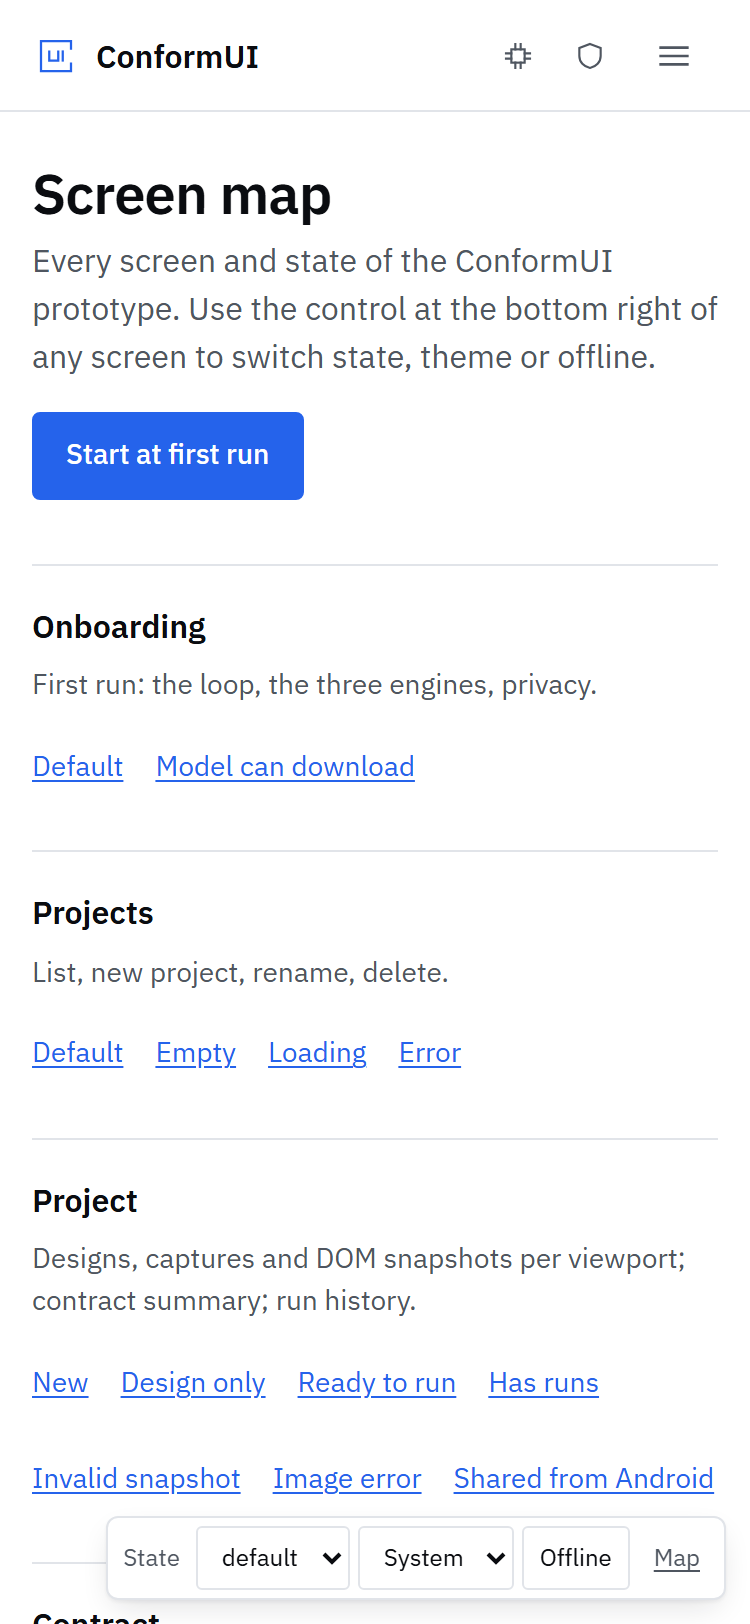 UI ConformUI
Screen map
Every screen and state of the ConformUI
prototype. Use the control at the bottom right of
any screen to switch state, theme or offline.
Start at first run
Onboarding
First run: the loop, the three engines, privacy.
Default Model can download
Projects
List, new project, rename, delete.
Default Empty Loading Error
Project
Designs, captures and DOM snapshots per viewport;
contract summary; run history.
New Design only Ready to run Has runs
Invalid snapshot Image error Shared from Android
State default System Offline Map
Contract